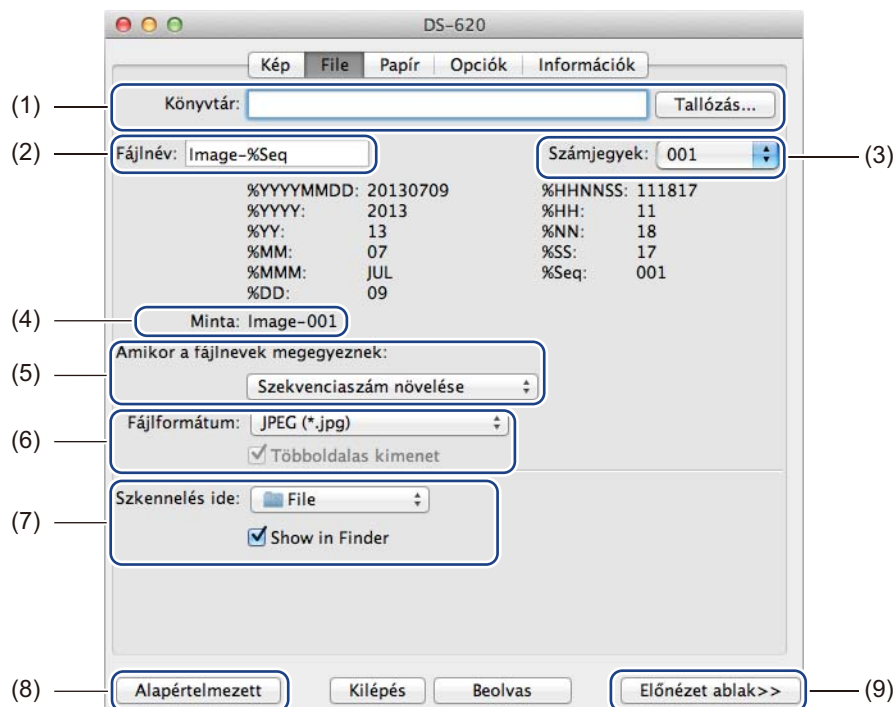 DS-620
Kép File Papír Opciók Információk
(1) Könyvtár: Tallózás...
(2) Fájlnév: Image-%Seq Számjegyek: 001 (3)
%YYYYMMDD: 20130709 %HHNNSS: 111817
%YYYY: 2013 %HH: 11
%YY: 13 %NN: 18
%MM: 07 %SS: 17
%MMM: JUL %Seq: 001
%DD: 09
(4) Minta: Image-001
(5) Amikor a fájlnevek megegyeznek:
Szekvenciaszám növelése
(6) Fájlformátum: JPEG (*.jpg)
Többoldalas kimenet
(7) Szkennelés ide: File
Show in Finder
(8) Alapértelmezett Kilépés Beolvas Előnézet ablak>> (9)